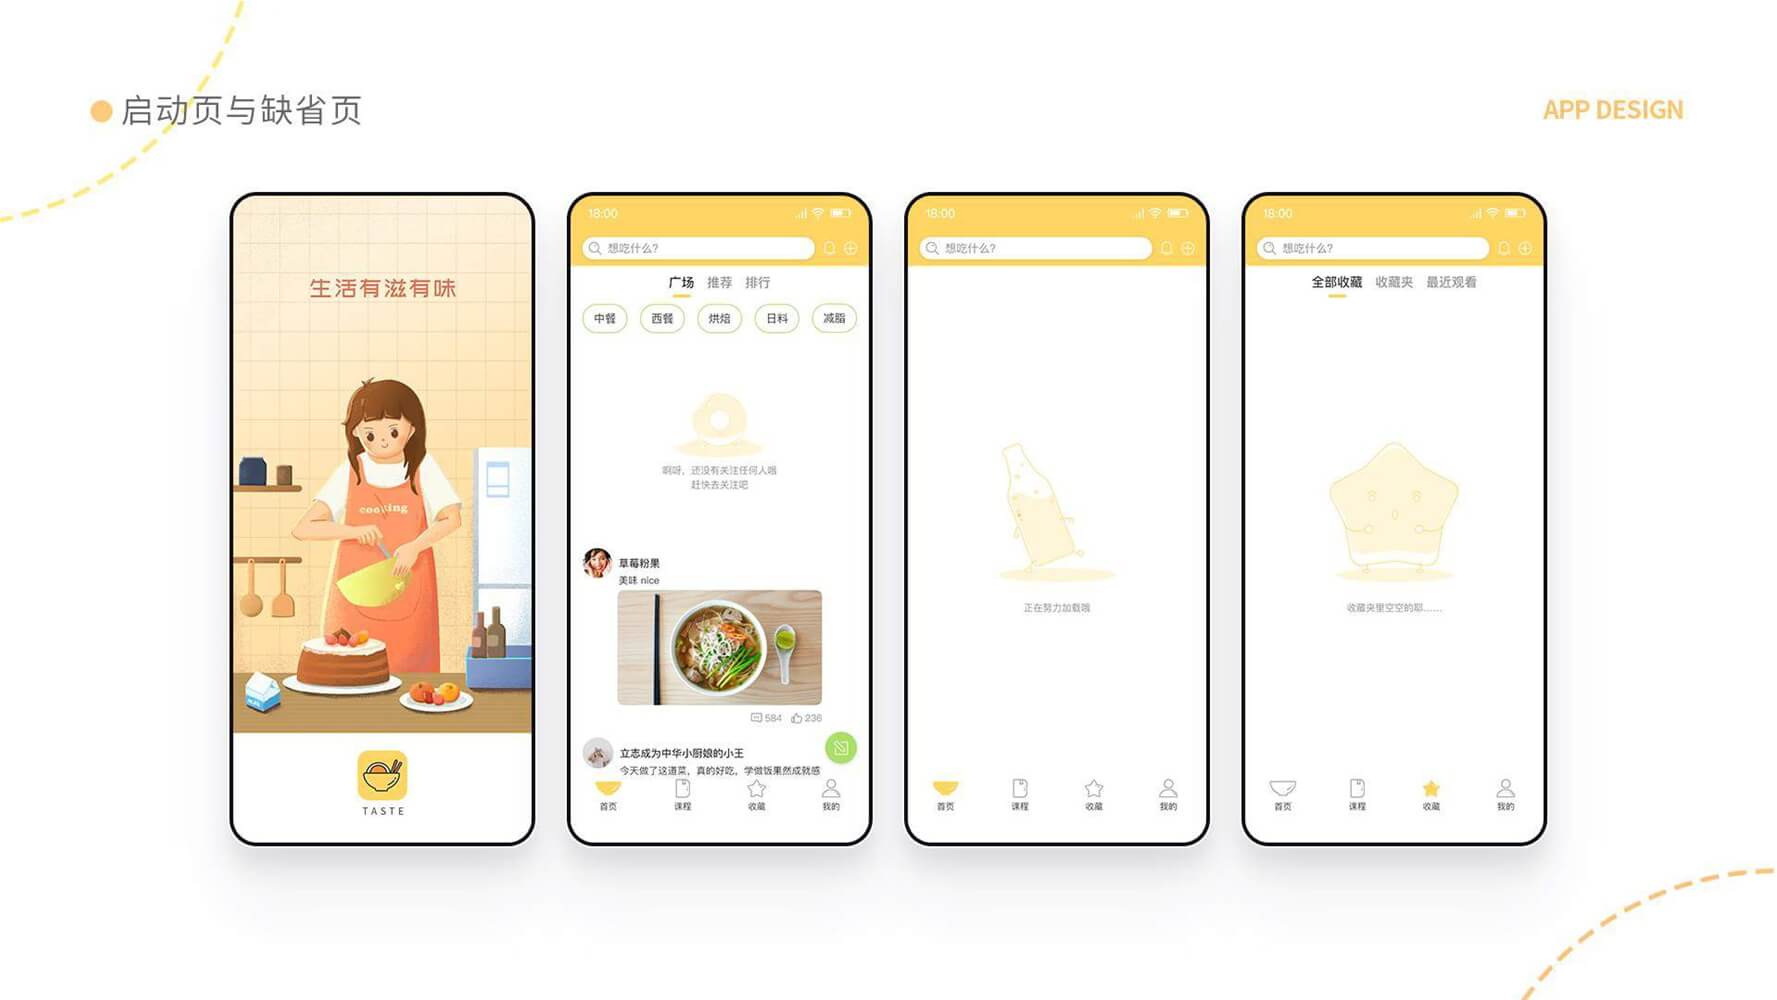 启动页与缺省页
APP DESIGN
生活有滋有味
cooking
TASTE
18:00
想吃什么?
广场 推荐 排行
中餐 西餐 烘焙 日料 减脂
啊呀,还没有关注任何人哦
赶快去关注吧
草莓粉果
美味 nice
584 236
立志成为中华小厨娘的小王
今天做了这道菜,真的好吃,学做饭果然成就感
首页 课程 收藏 我的
18:00
想吃什么?
正在努力加载哦
首页 课程 收藏 我的
18:00
想吃什么?
全部收藏 收藏夹 最近观看
收藏夹里空空的耶......
首页 课程 收藏 我的